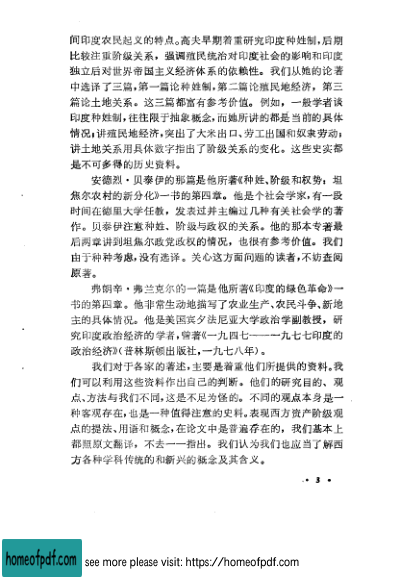 间印度农民起义的特点。高夫早期着重研究印度种姓制,后期
比较注重阶级关系，强调殖民统治对印度社会的影响和印度
独立后对世界帝国主义经济体系的依赖性。我们从她的论著
中选译了三篇,第一篇论种姓制,第二篇论殖民地经济，第三
篇论土地关系。这三篇都富有参考价值。例如，一般学者谈
印度种姓制,往往限于抽象概念,而她所讲的都是当前的具体
情况;讲殖民地经济,突出了大米出口、劳工出国和奴隶劳动;
讲土地关系用具体数字指出了阶级关系的变化。这些史实都
是不可多得的历史资料。
安德烈·贝泰伊的那篇是他所著《种姓、阶级和权势：坦
焦尔农村的新分化》一书的第四章。他是个社会学家,有一段
时间在德里大学任教，发表过并主编过几种有关社会学的著
作。贝泰伊注意种姓、阶级与政权的关系。他的那本专著最
后两章讲到坦焦尔政党政权的情况，也很有参考价值。我们
由于种种考虑,没有选译。关心这方面问题的读者,不妨查阅
原著。
弗朗辛·弗兰克尔的一篇是他所著《印度的绿色革命》一
书的第四章。他非常生动地描写了农业生产、农民斗争、新地
主的具体情况。他是美国宾夕法尼亚大学政治学副教授，研
究印度政治经济的学者,曾著《一九四七——一九七七印度的
政治经济》(普林斯顿出版社,一九七八年)。
我们对于各家的著述,主要是着重他们所提供的资料。我
们可以利用这些资料作出自己的判断。他们的研究目的、观
点、方法与我们不同,这是不足为怪的。不同的观点本身是一
种客观存在,也是一种值得注意的史料。表现西方资产阶级观
点的提法、用语和概念,在论文中是普遍存在的，我们基本上
都照原文翻译，不去一一指出。我们认为我们也应当了解西
方各种学科传统的和新兴的概念及其含义。
· 3 ·
homeofpdf.com see more please visit: https://homeofpdf.com